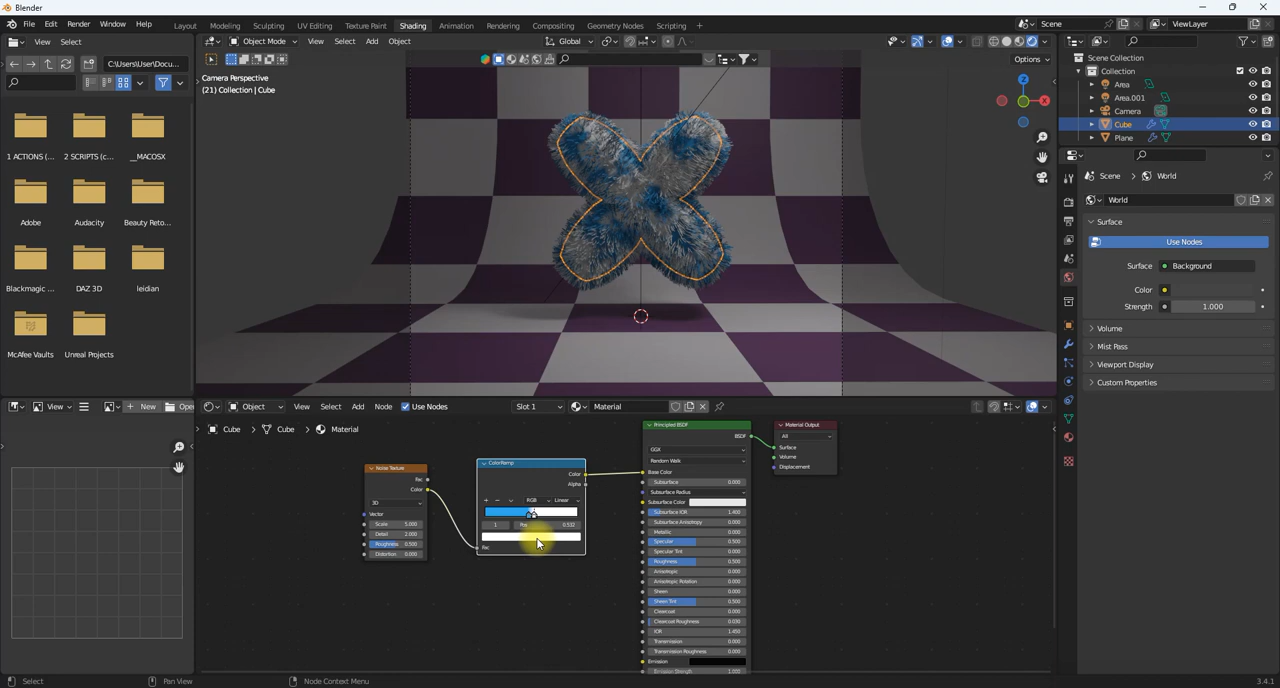 Blender
File Edit Render Window Help Layout Modeling Sculpting UV Editing Texture Paint Shading Animation Rendering Compositing Geometry Nodes Scripting + Scene ViewLayer
View Select Object Mode View Select Add Object Global
C:\Users\User\Docu... Options
Camera Perspective
(21) Collection | Cube
1 ACTIONS (... 2 SCRIPTS (c... __MACOSX
Adobe Audacity Beauty Reto...
Blackmagic ... DAZ 3D leidian
McAfee Vaults Unreal Projects
Z
X
Scene Collection
Collection
Area
Area.001
Camera
Cube
Plane
Scene > World
World
Surface
Use Nodes
Surface Background
Color
Strength 1.000
Volume
Mist Pass
Viewport Display
Custom Properties
View + New Open
Object View Select Add Node Use Nodes Slot 1 Material
Cube > Cube > Material
Noise Texture
Fac
Color
3D
Vector
Scale 5.000
Detail 2.000
Roughness 0.500
Distortion 0.000
ColorRamp
Color
Alpha
+ − RGB Linear
1 Pos 0.532
Fac
Principled BSDF
BSDF
GGX
Random Walk
Base Color
Subsurface 0.000
Subsurface Radius
Subsurface Color
Subsurface IOR 1.400
Subsurface Anisotropy 0.000
Metallic 0.000
Specular 0.500
Specular Tint 0.000
Roughness 0.500
Anisotropic 0.000
Anisotropic Rotation 0.000
Sheen 0.000
Sheen Tint 0.500
Clearcoat 0.000
Clearcoat Roughness 0.030
IOR 1.450
Transmission 0.000
Transmission Roughness 0.000
Emission
Emission Strength 1.000
Material Output
All
Surface
Volume
Displacement
Select Pan View Node Context Menu 3.4.1